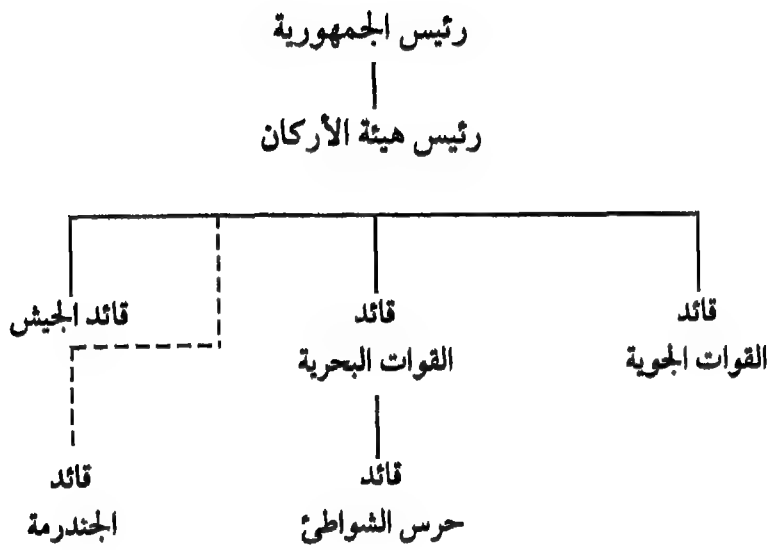 رئيس الجمهورية
رئيس هيئة الأركان
قائد
القوات الجوية
قائد
القوات البحرية
قائد الجيش
قائد
حرس الشواطئ
قائد
الجندرمة